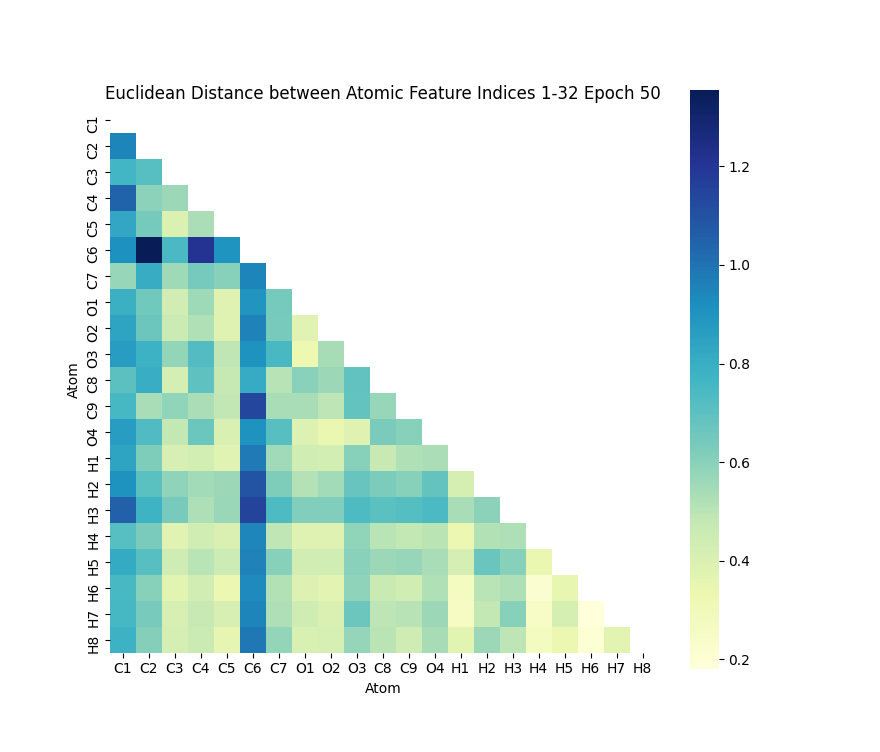 Euclidean Distance between Atomic Feature Indices 1-32 Epoch 50
Atom
C1
C2
C3
C4
C5
C6
C7
O1
O2
O3
C8
C9
O4
H1
H2
H3
H4
H5
H6
H7
H8
C1 C2 C3 C4 C5 C6 C7 O1 O2 O3 C8 C9 O4 H1 H2 H3 H4 H5 H6 H7 H8
Atom
1.2
1.0
0.8
0.6
0.4
0.2